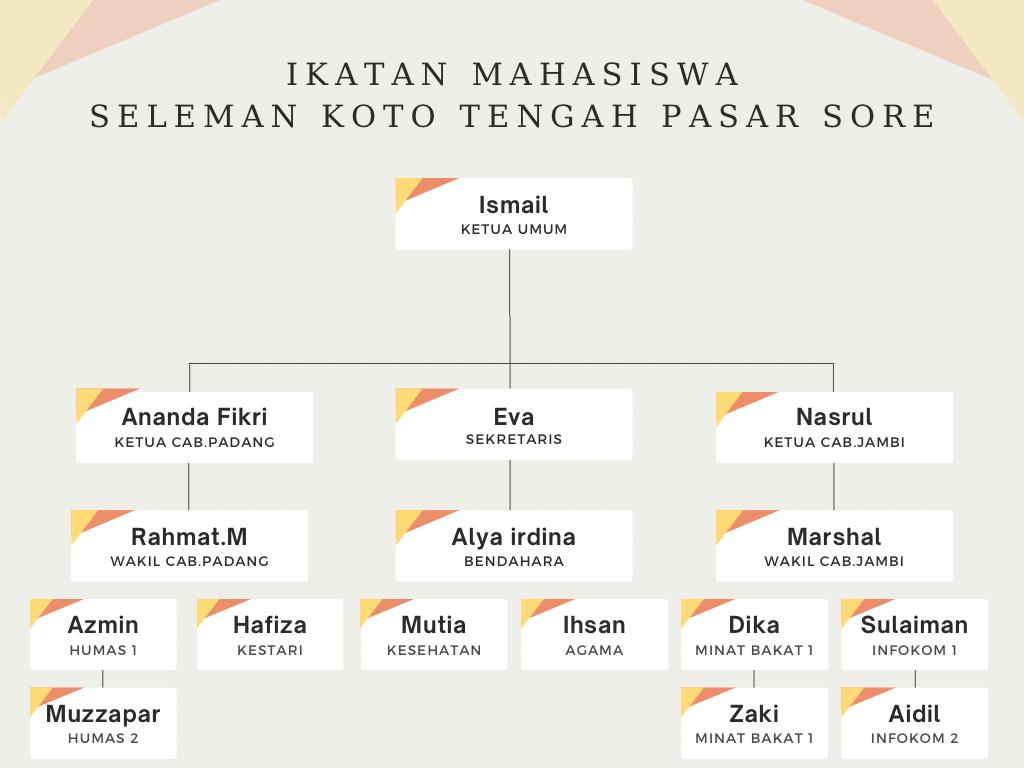 IKATAN MAHASISWA
SELEMAN KOTO TENGAH PASAR SORE
Ismail
KETUA UMUM
Ananda Fikri
KETUA CAB.PADANG
Eva
SEKRETARIS
Nasrul
KETUA CAB.JAMBI
Rahmat.M
WAKIL CAB.PADANG
Alya irdina
BENDAHARA
Marshal
WAKIL CAB.JAMBI
Azmin
HUMAS 1
Hafiza
KESTARI
Mutia
KESEHATAN
Ihsan
AGAMA
Dika
MINAT BAKAT 1
Sulaiman
INFOKOM 1
Muzzapar
HUMAS 2
Zaki
MINAT BAKAT 1
Aidil
INFOKOM 2